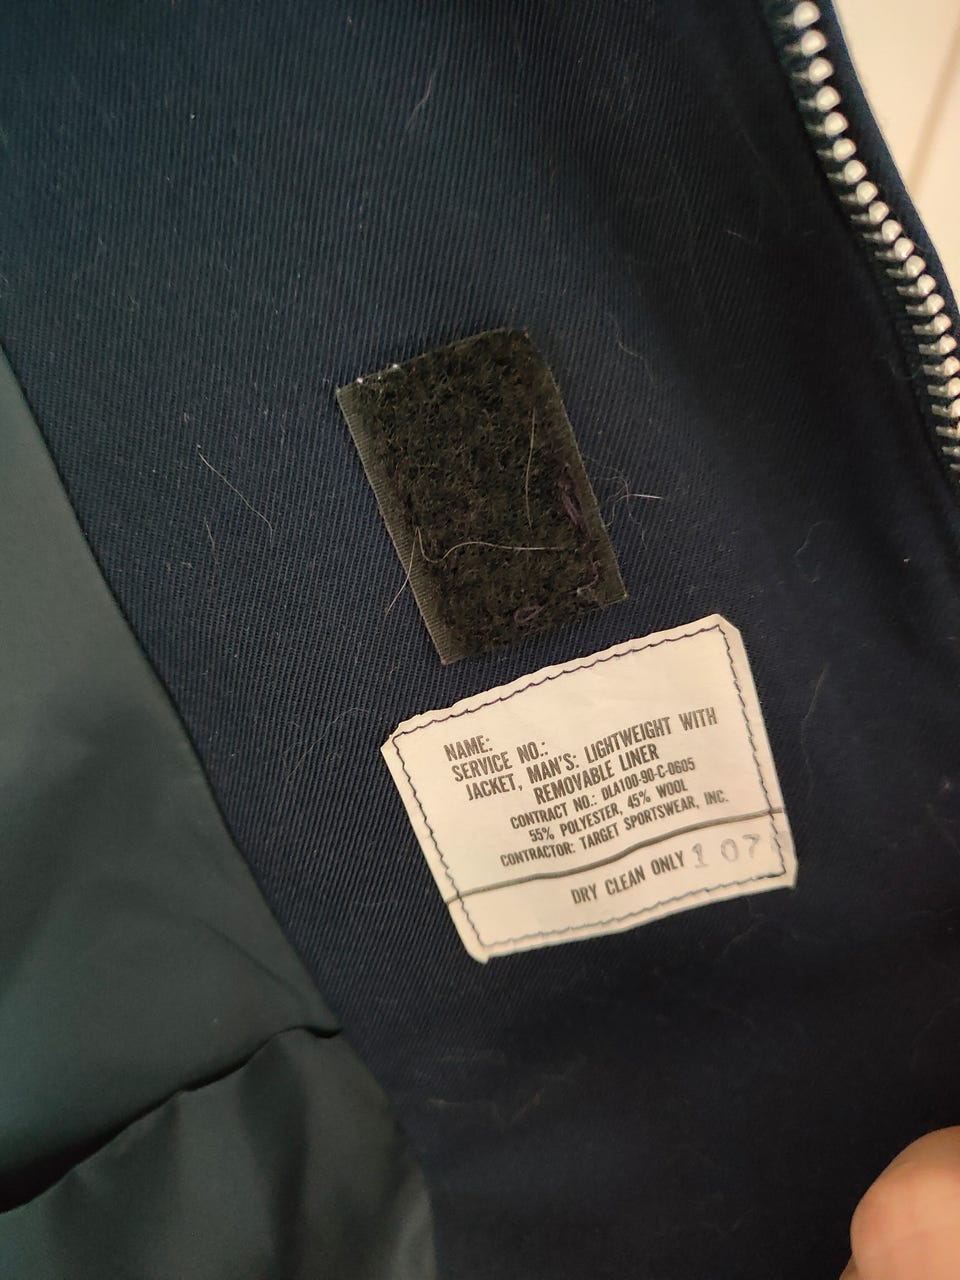 NAME:
SERVICE NO.:
JACKET, MAN'S: LIGHTWEIGHT WITH
REMOVABLE LINER
CONTRACT NO.: DLA100-90-C-0605
55% POLYESTER, 45% WOOL
CONTRACTOR: TARGET SPORTSWEAR, INC.
DRY CLEAN ONLY 1 07